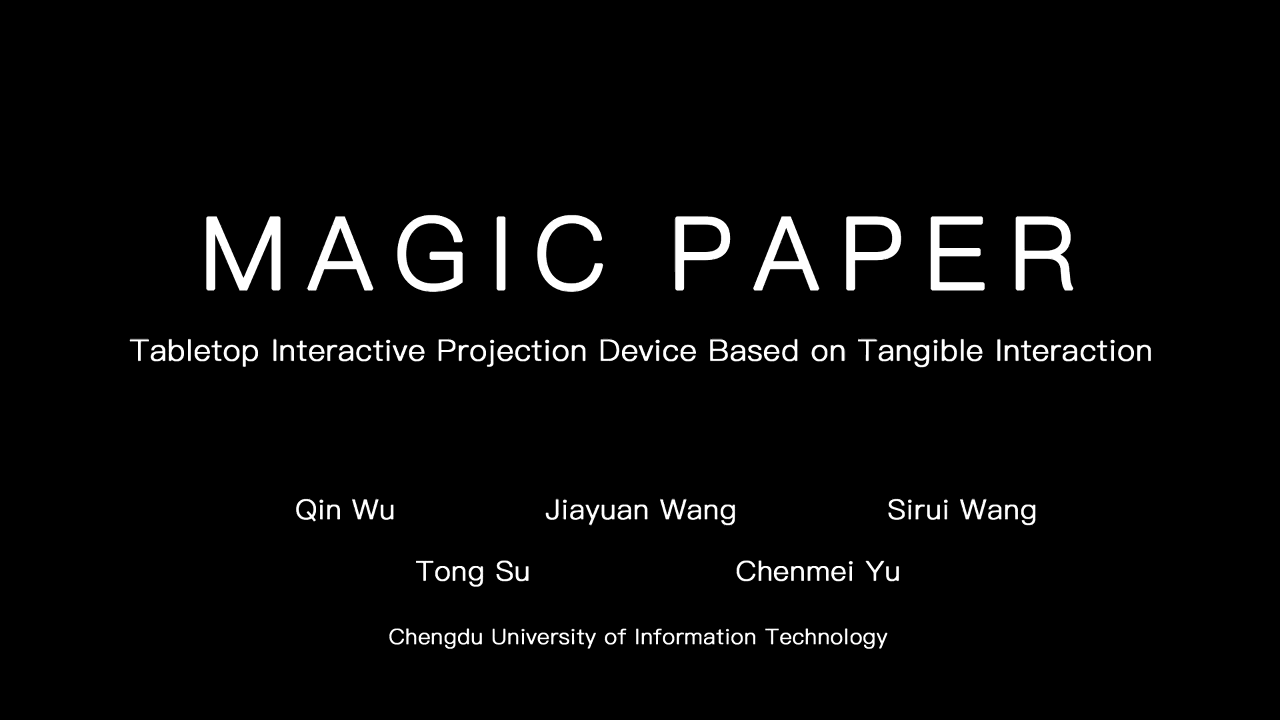 MAGIC PAPER
Tabletop Interactive Projection Device Based on Tangible Interaction
Qin Wu Jiayuan Wang Sirui Wang
Tong Su Chenmei Yu
Chengdu University of Information Technology